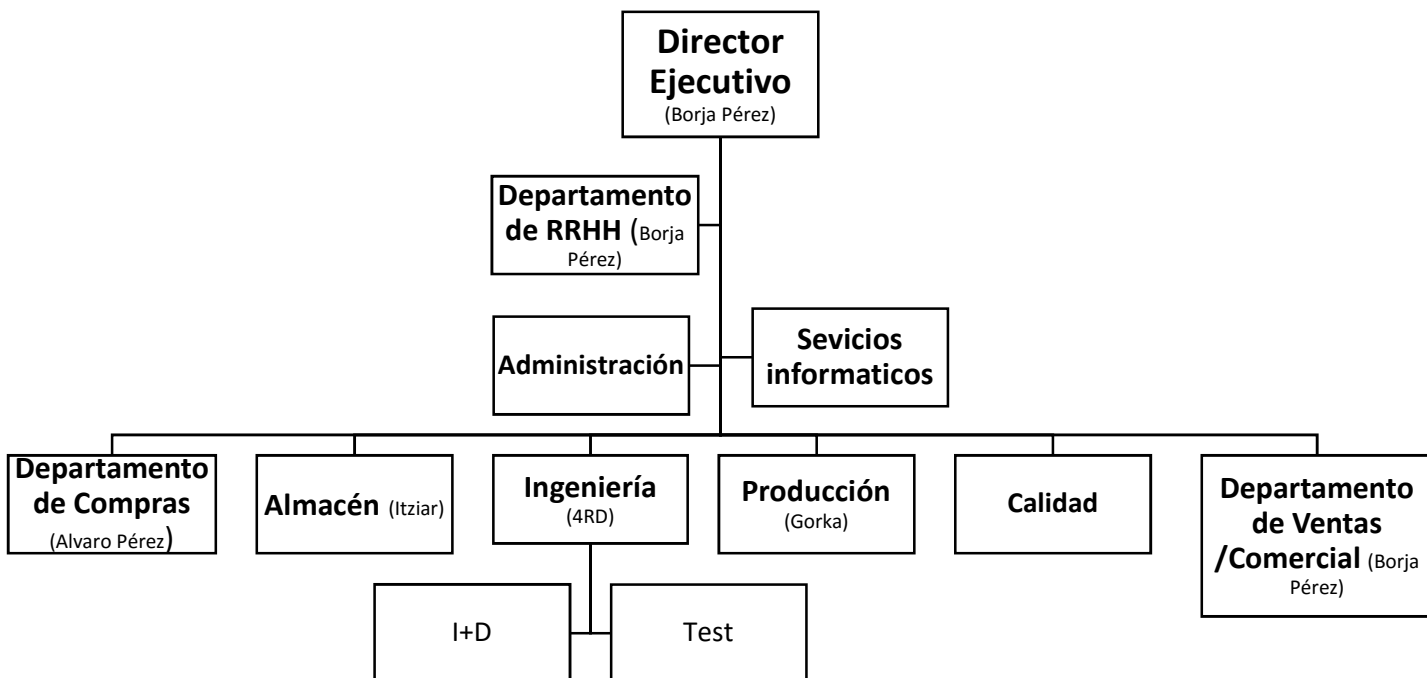 Director
Ejecutivo
(Borja Pérez)
Departamento
de RRHH (Borja
Pérez)
Administración
Sevicios
informaticos
Departamento
de Compras
(Alvaro Pérez)
Almacén (Itziar)
Ingeniería
(4RD)
Producción
(Gorka)
Calidad
Departamento
de Ventas
/Comercial (Borja
Pérez)
I+D
Test